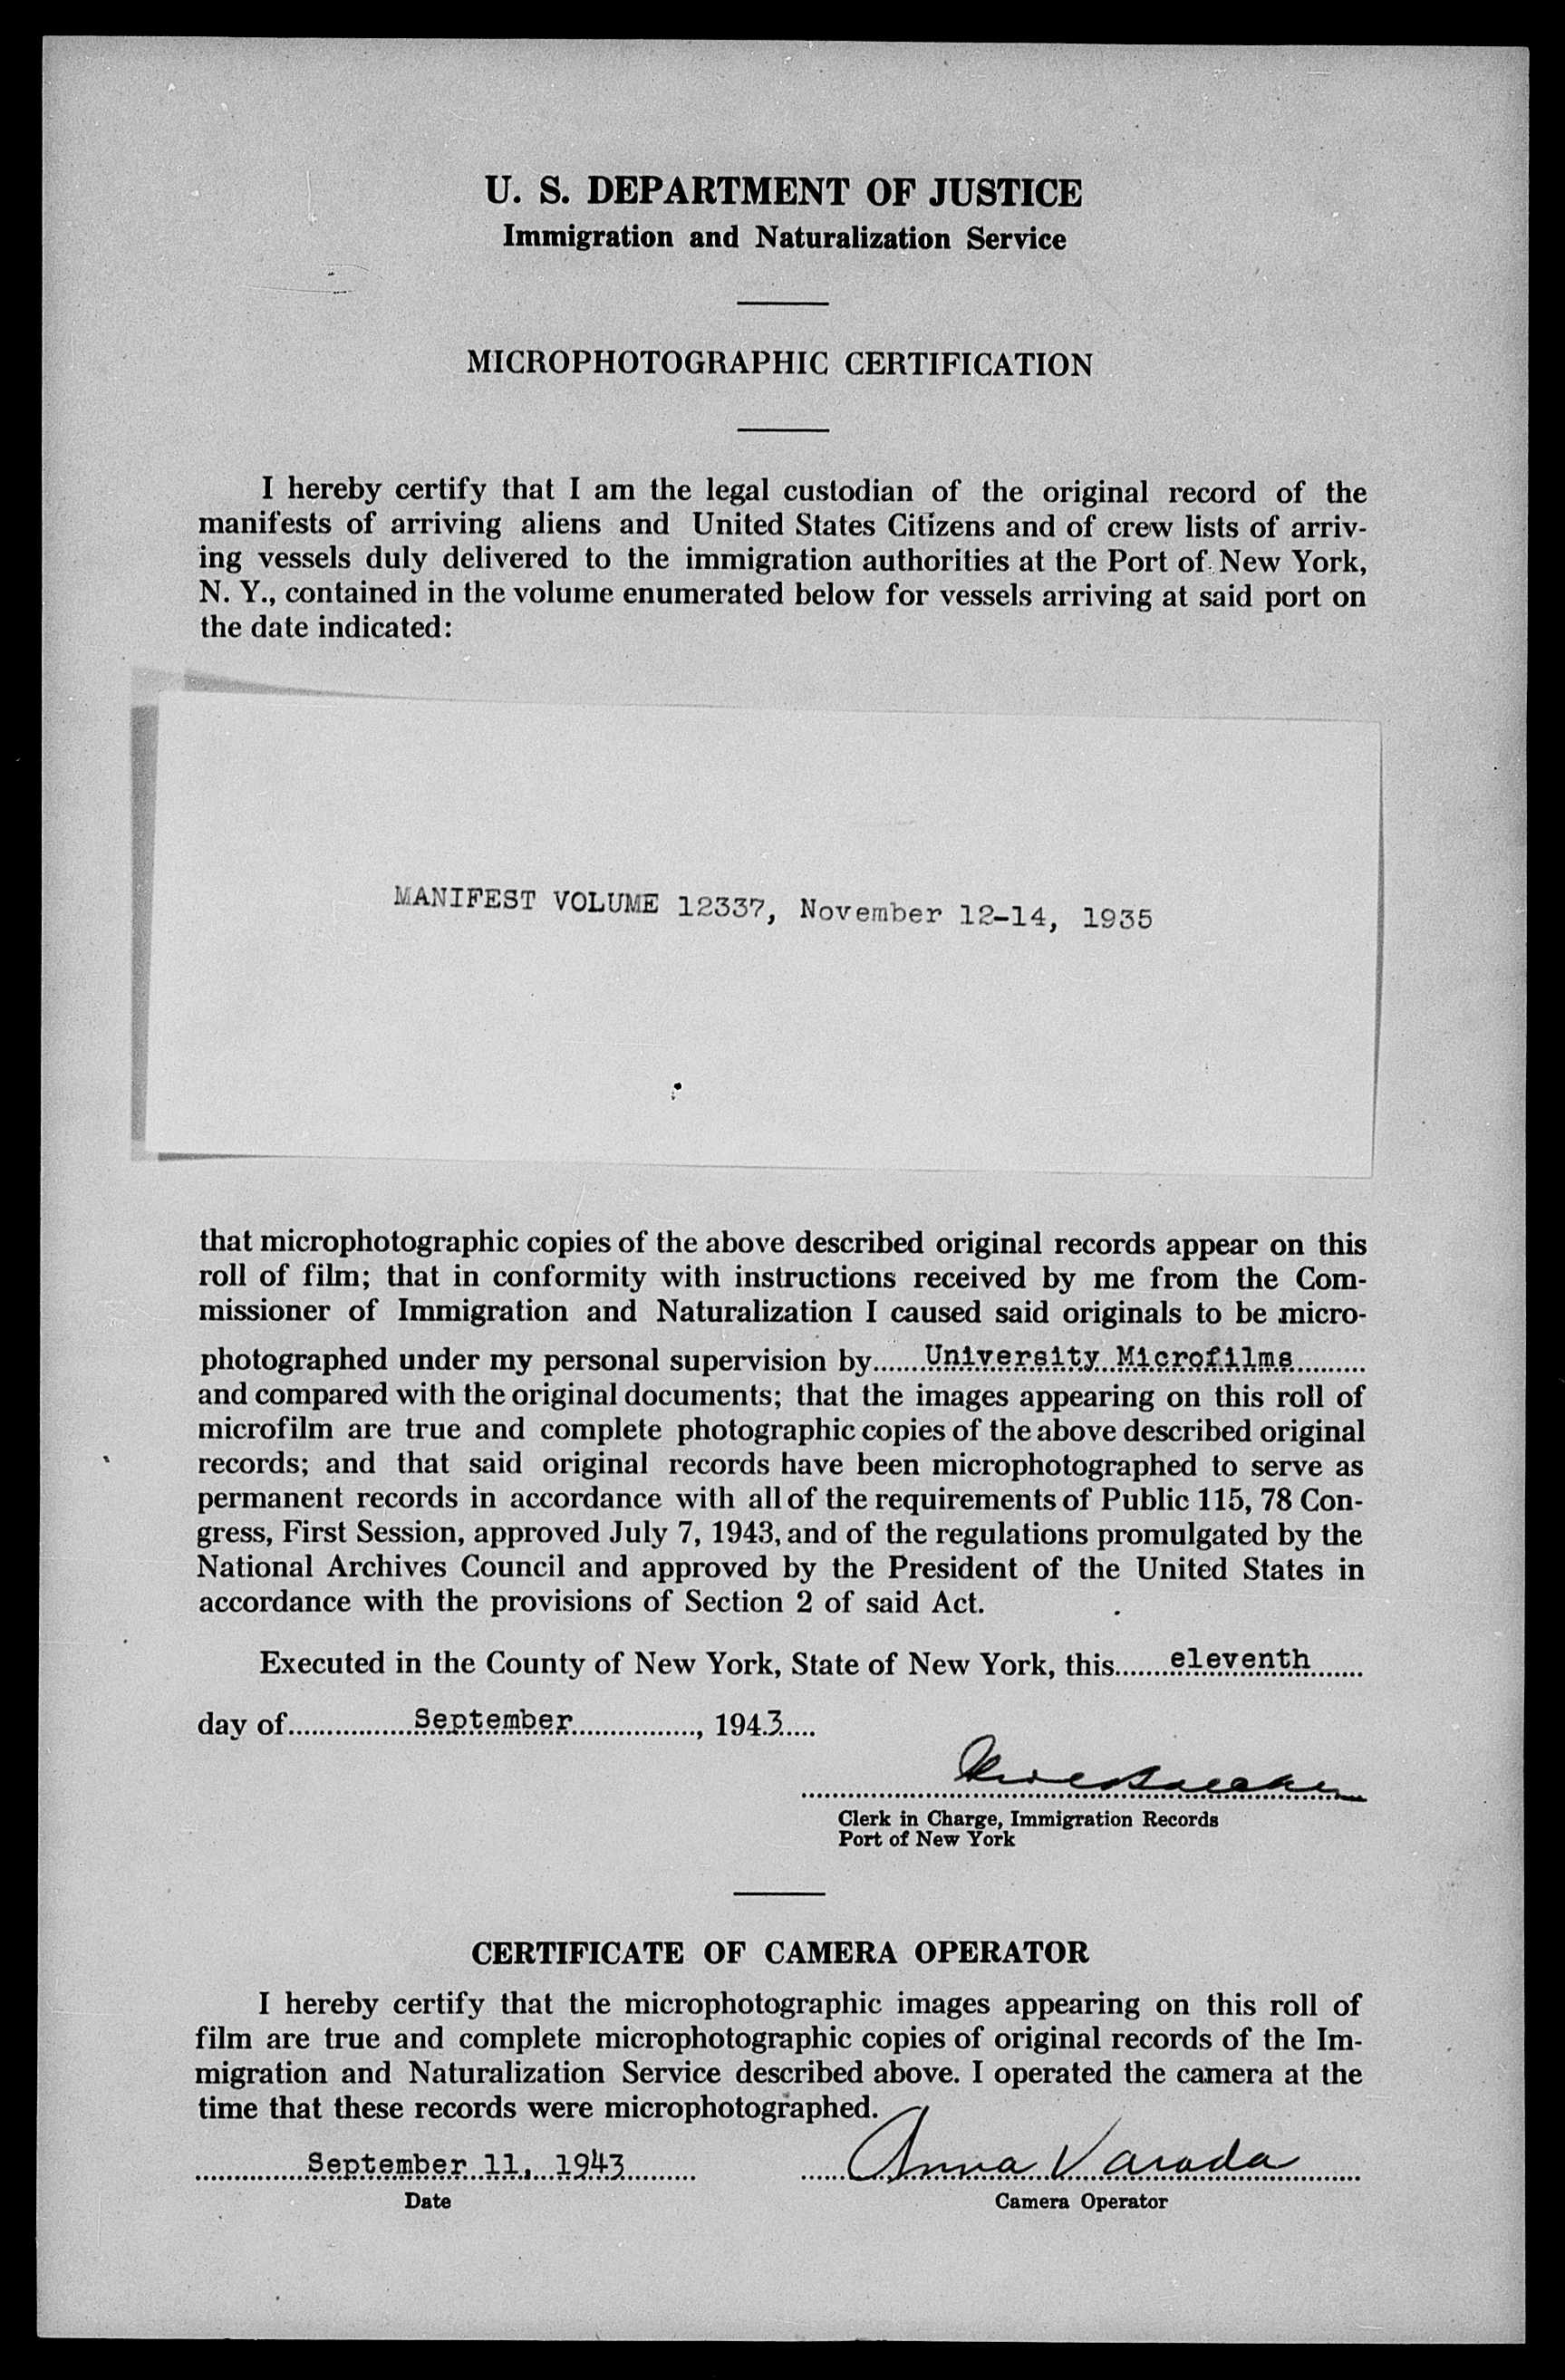 U. S. DEPARTMENT OF JUSTICE
Immigration and Naturalization Service
MICROPHOTOGRAPHIC CERTIFICATION
I hereby certify that I am the legal custodian of the original record of the
manifests of arriving aliens and United States Citizens and of crew lists of arriv-
ing vessels duly delivered to the immigration authorities at the Port of New York,
N. Y., contained in the volume enumerated below for vessels arriving at said port on
the date indicated:
MANIFEST VOLUME 12337, November 12-14, 1935
that microphotographic copies of the above described original records appear on this
roll of film; that in conformity with instructions received by me from the Com-
missioner of Immigration and Naturalization I caused said originals to be micro-
photographed under my personal supervision by.......University Microfilms.........
and compared with the original documents; that the images appearing on this roll of
microfilm are true and complete photographic copies of the above described original
records; and that said original records have been microphotographed to serve as
permanent records in accordance with all of the requirements of Public 115, 78 Con-
gress, First Session, approved July 7, 1943, and of the regulations promulgated by the
National Archives Council and approved by the President of the United States in
accordance with the provisions of Section 2 of said Act.
Executed in the County of New York, State of New York, this.......eleventh.......
day of................September................, 1943.....
Clerk in Charge, Immigration Records
Port of New York
CERTIFICATE OF CAMERA OPERATOR
I hereby certify that the microphotographic images appearing on this roll of
film are true and complete microphotographic copies of original records of the Im-
migration and Naturalization Service described above. I operated the camera at the
time that these records were microphotographed.
September 11, 1943 Anna Varada
Date Camera Operator